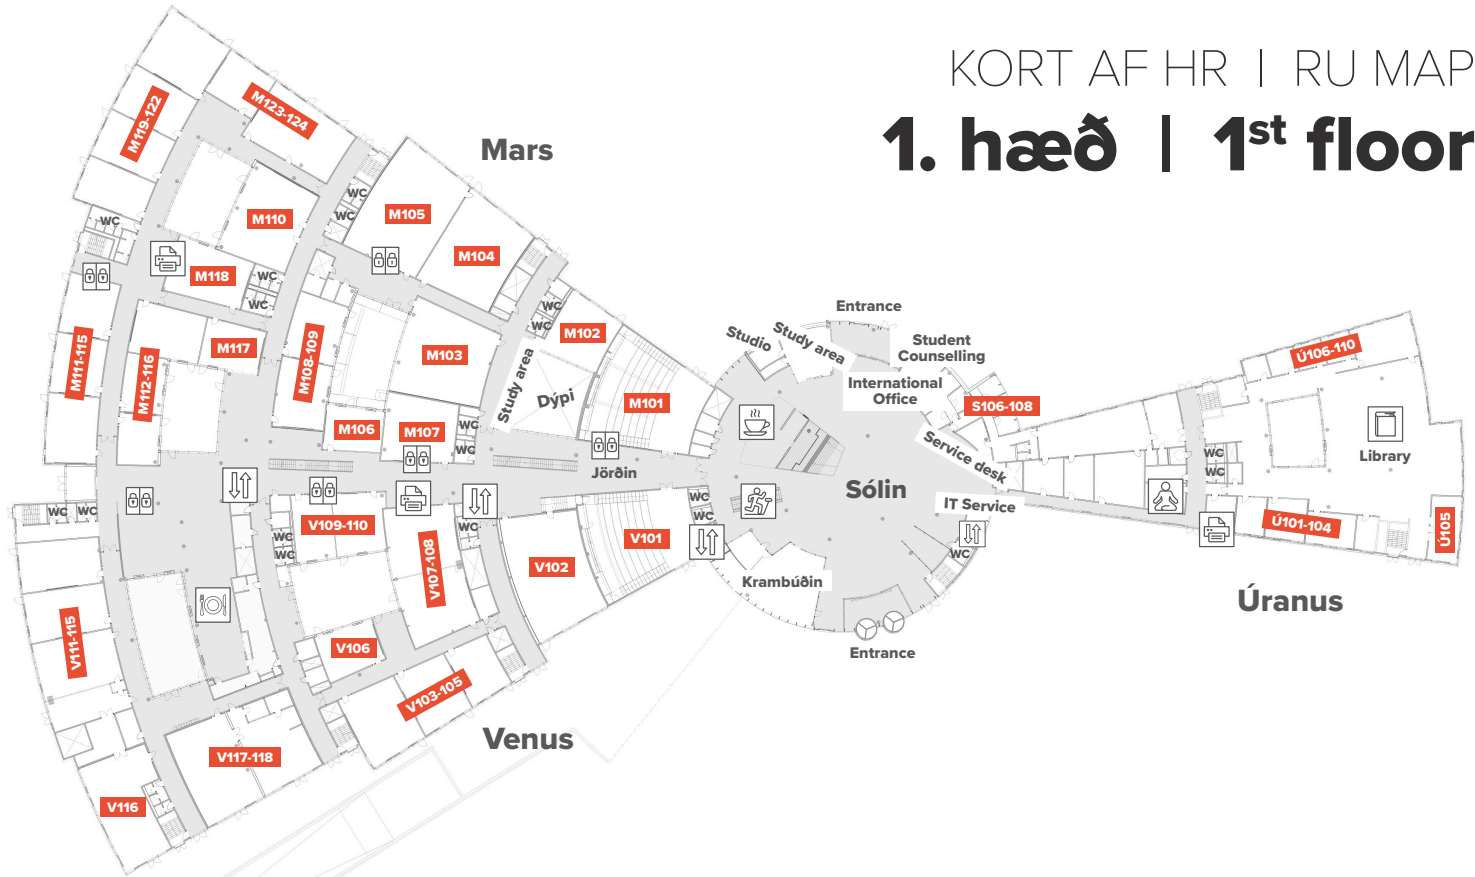 KORT AF HR | RU MAP
1. hæð | 1st floor
Mars
M119-122
M123-124
M110
M105
M104
M118
M117
M111-115
M112-116
M108-109
M103
M102
M101
M106
M107
WC
WC
WC
WC
WC
WC
WC
WC
WC
Study area
Dýpi
Jörðin
Entrance
Studio
Study area
Student
Counselling
International
Office
S106-108
Service desk
Sólin
IT Service
Krambúðin
Entrance
WC
WC
WC
WC
WC
WC
WC
WC
V109-110
V107-108
V101
V102
V106
V103-105
V111-115
V117-118
V116
Venus
Ú106-110
Library
WC
WC
Ú101-104
Ú105
Úranus